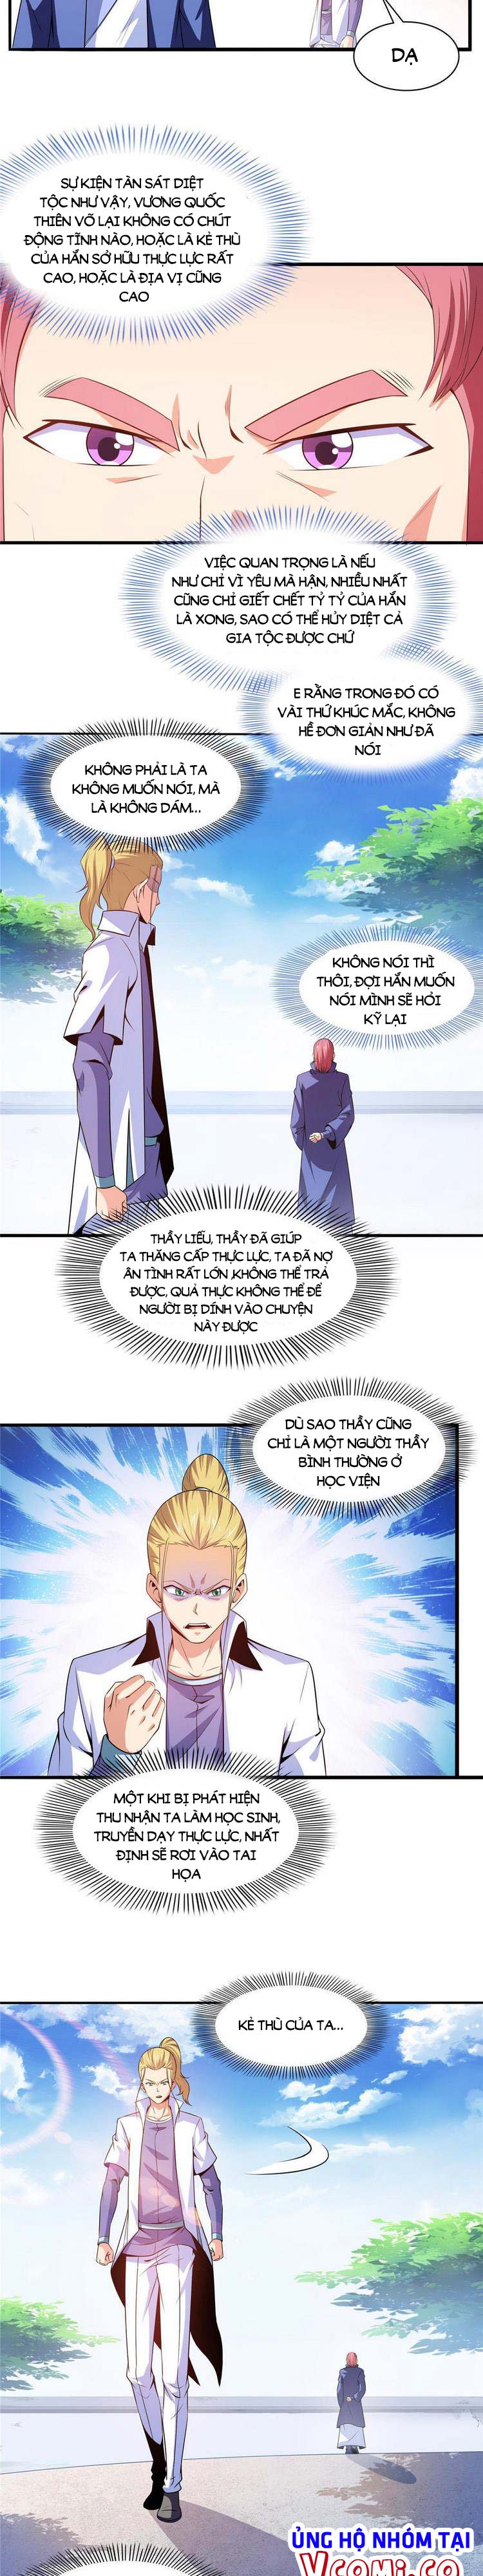 DẠ
SỰ KIỆN TÀN SÁT DIỆT
TỘC NHƯ VẬY, VƯƠNG QUỐC
THIÊN VÕ LẠI KHÔNG CÓ CHÚT
ĐỘNG TĨNH NÀO, HOẶC LÀ KẺ THÙ
CỦA HẮN SỞ HỮU THỰC LỰC RẤT
CAO, HOẶC LÀ ĐỊA VỊ CŨNG
CAO
VIỆC QUAN TRỌNG LÀ NẾU
NHƯ CHỈ VÌ YÊU MÀ HẬN, NHIỀU NHẤT
CŨNG CHỈ GIẾT CHẾT TỶ TỶ CỦA HẮN
LÀ XONG, SAO CÓ THỂ HỦY DIỆT CẢ
GIA TỘC ĐƯỢC CHỨ
E RẰNG TRONG ĐÓ CÓ
VÀI THỨ KHÚC MẮC, KHÔNG
HỀ ĐƠN GIẢN NHƯ ĐÃ
NÓI
KHÔNG PHẢI LÀ TA
KHÔNG MUỐN NÓI, MÀ
LÀ KHÔNG DÁM...
KHÔNG NÓI THÌ
THÔI, ĐỢI HẮN MUỐN
NÓI MÌNH SẼ HỎI
KỸ LẠI
THẦY LIẾU, THẦY ĐÃ GIÚP
TA THĂNG CẤP THỰC LỰC, TA ĐÃ NỢ
ÂN TÌNH RẤT LỚN ,KHÔNG THỂ TRẢ
ĐƯỢC, QUẢ THỰC KHÔNG THỂ ĐỂ
NGƯỜI BỊ DÍNH VÀO CHUYỆN
NÀY ĐƯỢC
DÙ SAO THẦY CŨNG
CHỈ LÀ MỘT NGƯỜI THẦY
BÌNH THƯỜNG Ở
HỌC VIỆN
MỘT KHI BỊ PHÁT HIỆN
THU NHẬN TA LÀM HỌC SINH,
TRUYỀN DẠY THỰC LỰC, NHẤT
ĐỊNH SẼ RƠI VÀO TAI
HỌA
KẺ THÙ CỦA TA...
ỦNG HỘ NHÓM TẠI
VCOMI.CO